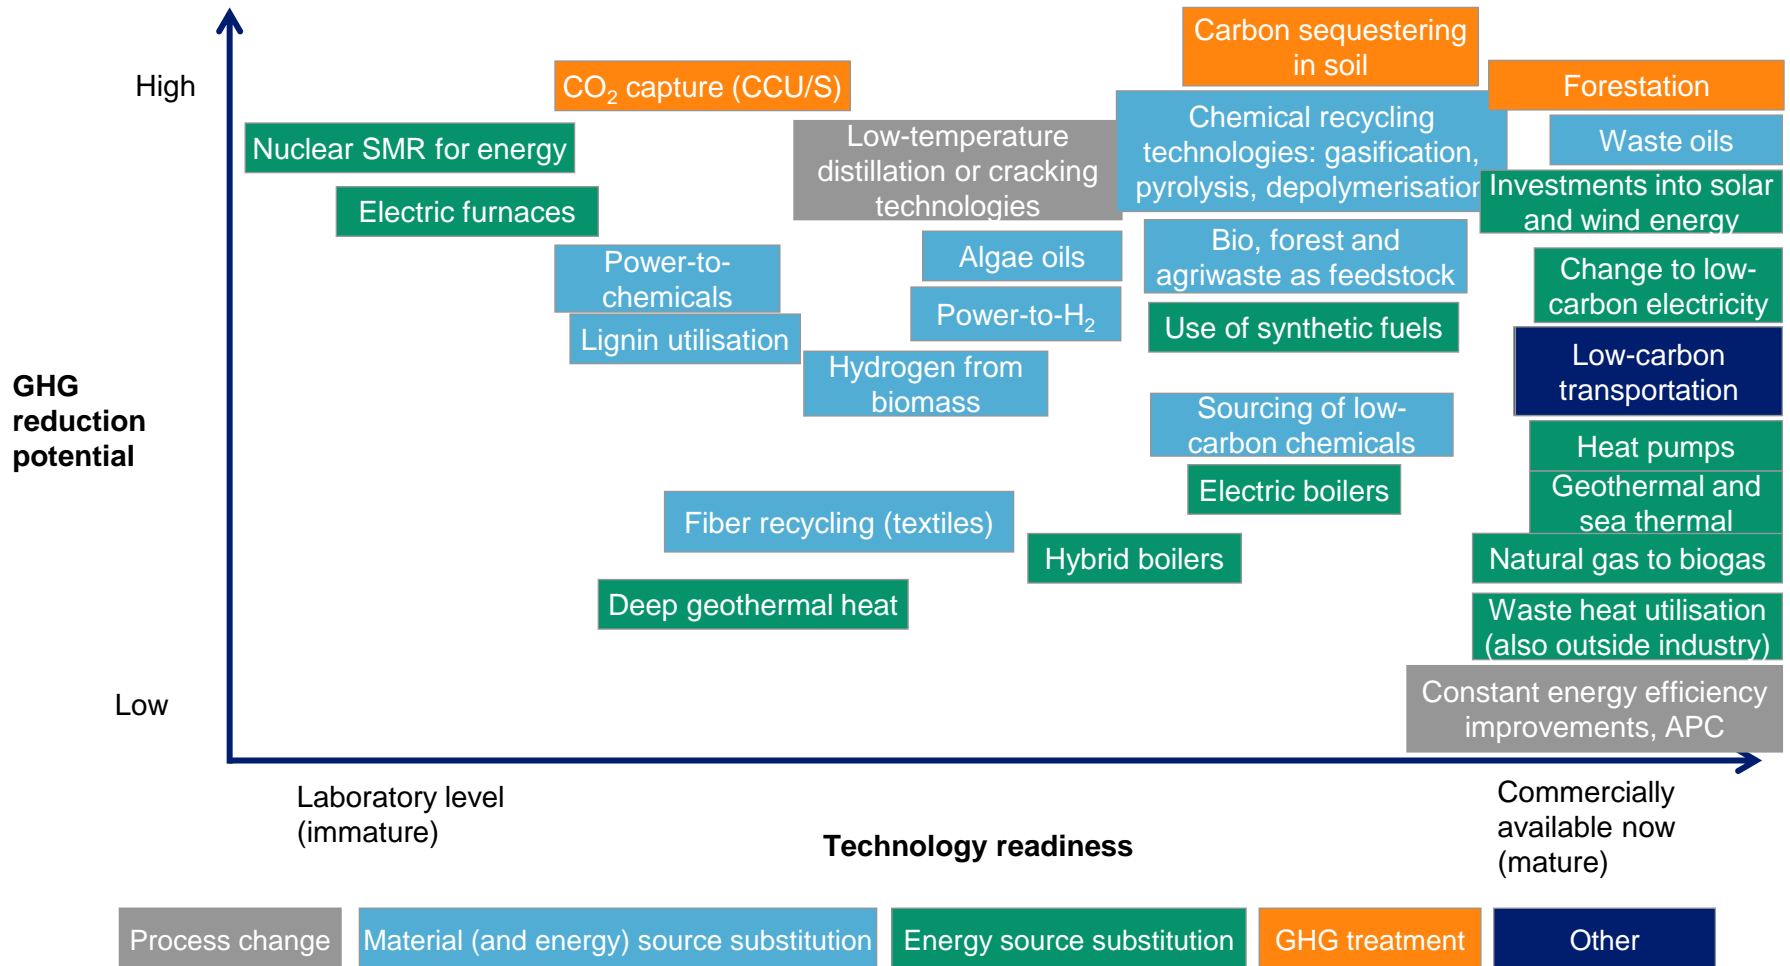 High
GHG
reduction
potential
Low
Carbon sequestering
in soil
CO₂ capture (CCU/S)
Forestation
Nuclear SMR for energy
Low-temperature
distillation or cracking
technologies
Chemical recycling
technologies: gasification,
pyrolysis, depolymerisation
Waste oils
Electric furnaces
Investments into solar
and wind energy
Power-to-
chemicals
Algae oils
Bio, forest and
agriwaste as feedstock
Change to low-
carbon electricity
Lignin utilisation
Power-to-H₂
Use of synthetic fuels
Low-carbon
transportation
Hydrogen from
biomass
Sourcing of low-
carbon chemicals
Heat pumps
Electric boilers
Geothermal and
sea thermal
Fiber recycling (textiles)
Hybrid boilers
Natural gas to biogas
Deep geothermal heat
Waste heat utilisation
(also outside industry)
Constant energy efficiency
improvements, APC
Laboratory level
(immature)
Technology readiness
Commercially
available now
(mature)
Process change
Material (and energy) source substitution
Energy source substitution
GHG treatment
Other